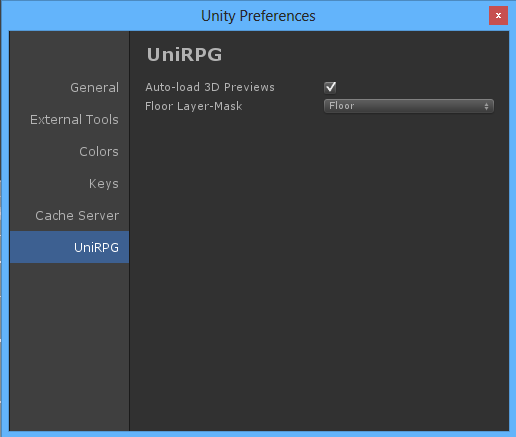 Unity Preferences
x
General
External Tools
Colors
Keys
Cache Server
UniRPG
UniRPG
Auto-load 3D Previews
Floor Layer-Mask Floor